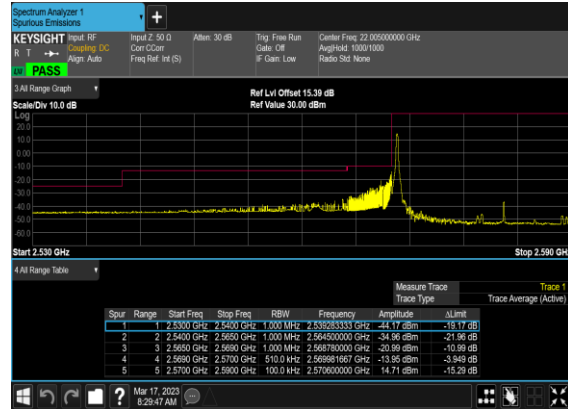 Spectrum Analyzer 1
Spurious Emissions
KEYSIGHT Input: RF Input Z: 50 Ω Atten: 30 dB Trig: Free Run Center Freq: 22.005000000 GHz
R T Coupling: DC Corr CCorr Gate: Off Avg|Hold: 1000/1000
Align: Auto Freq Ref: Int (S) IF Gain: Low Radio Std: None
PASS
3 All Range Graph
Ref Lvl Offset 15.39 dB
Scale/Div 10.0 dB Ref Value 30.00 dBm
Log
20.0
10.0
0.00
-10.0
-20.0
-30.0
-40.0
-50.0
-60.0
Start 2.530 GHz Stop 2.590 GHz
4 All Range Table
Measure Trace Trace 1
Trace Type Trace Average (Active)
Spur Range Start Freq Stop Freq RBW Frequency Amplitude ΔLimit
1 1 2.5300 GHz 2.5400 GHz 1.000 MHz 2.539283333 GHz -44.17 dBm -19.17 dB
2 2 2.5400 GHz 2.5650 GHz 1.000 MHz 2.564500000 GHz -34.96 dBm -21.96 dB
3 3 2.5650 GHz 2.5690 GHz 1.000 MHz 2.568780000 GHz -20.99 dBm -10.99 dB
4 4 2.5690 GHz 2.5700 GHz 510.0 kHz 2.569981667 GHz -13.95 dBm -3.949 dB
5 5 2.5700 GHz 2.5900 GHz 100.0 kHz 2.570600000 GHz 14.71 dBm -15.29 dB
? Mar 17, 2023
8:29:47 AM